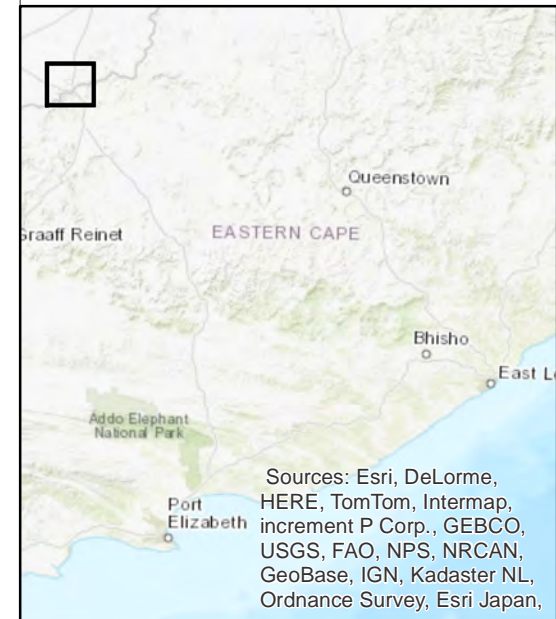 Queenstown
Graaff Reinet
EASTERN CAPE
Bhisho
East L
Addo Elephant
National Park
Port
Elizabeth
Sources: Esri, DeLorme,
HERE, TomTom, Intermap,
increment P Corp., GEBCO,
USGS, FAO, NPS, NRCAN,
GeoBase, IGN, Kadaster NL,
Ordnance Survey, Esri Japan,